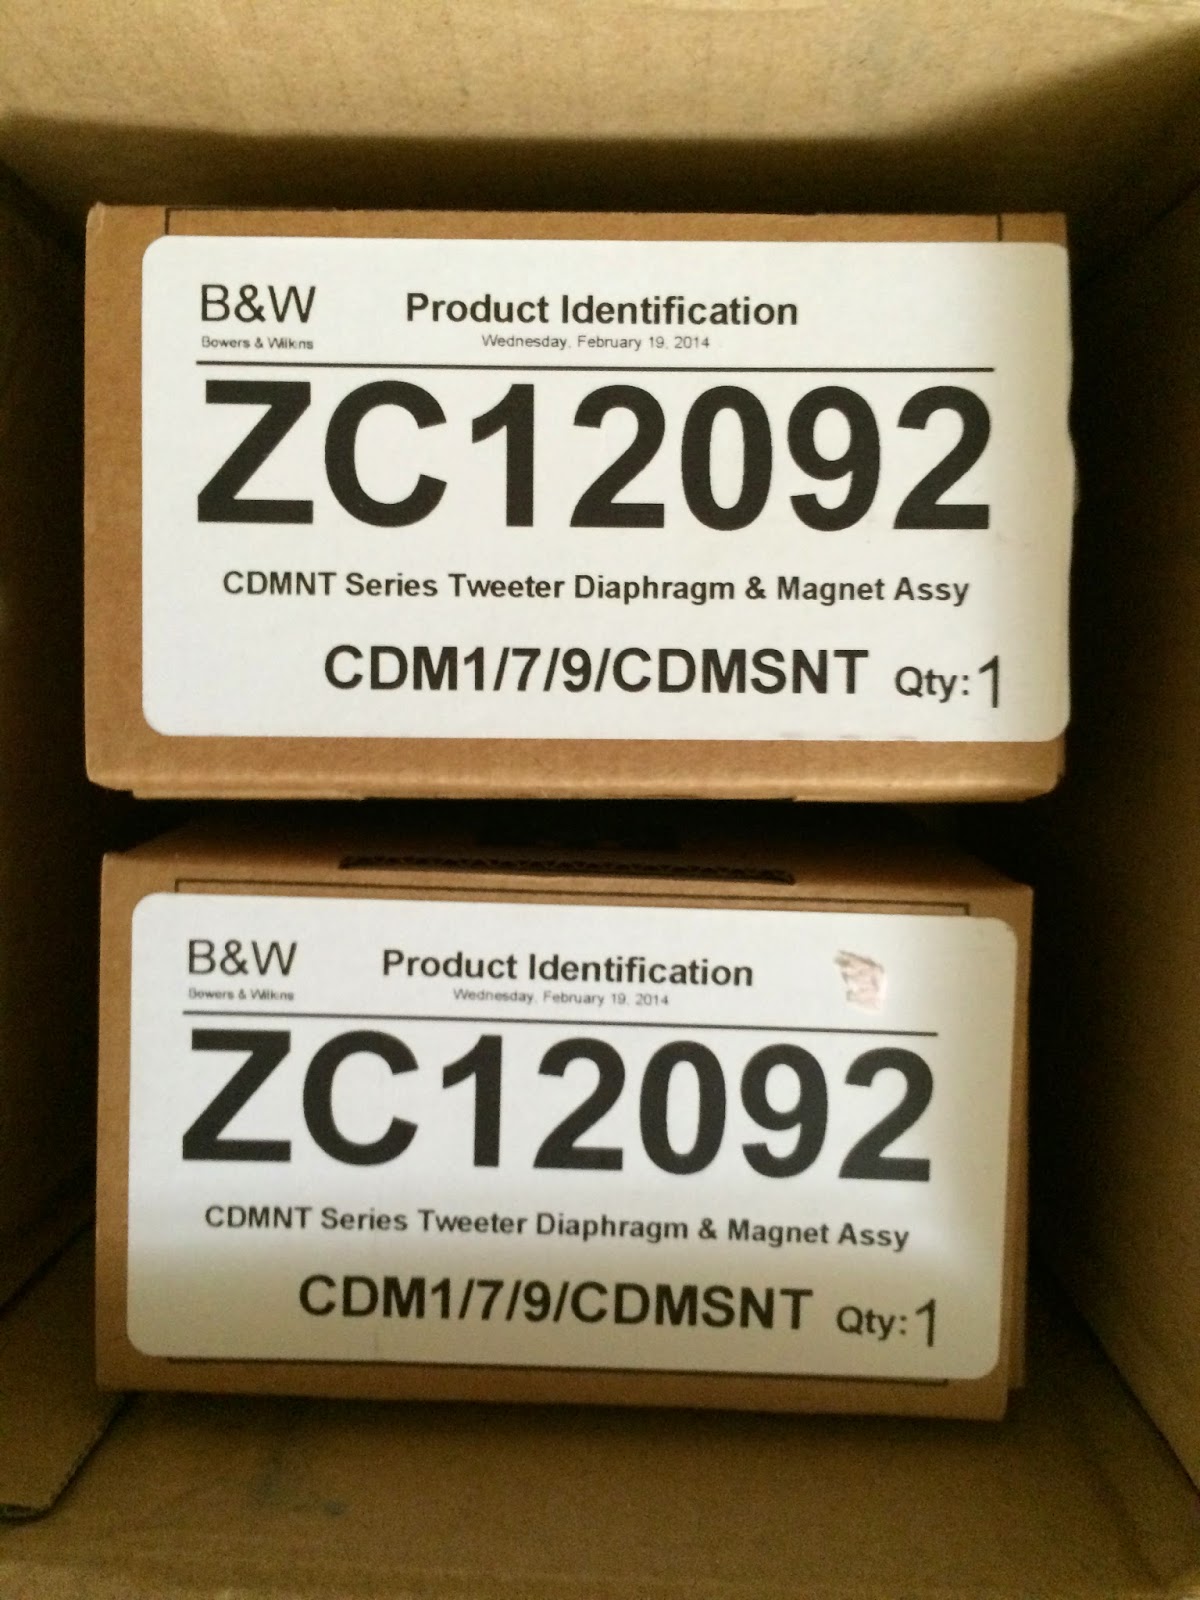 B&W
Product Identification
Bowers & Wilkins
Wednesday, February 19, 2014
ZC12092
CDMNT Series Tweeter Diaphragm & Magnet Assy
CDM1/7/9/CDMSNT Qty: 1
B&W
Product Identification
Bowers & Wilkins
Wednesday, February 19, 2014
ZC12092
CDMNT Series Tweeter Diaphragm & Magnet Assy
CDM1/7/9/CDMSNT Qty: 1